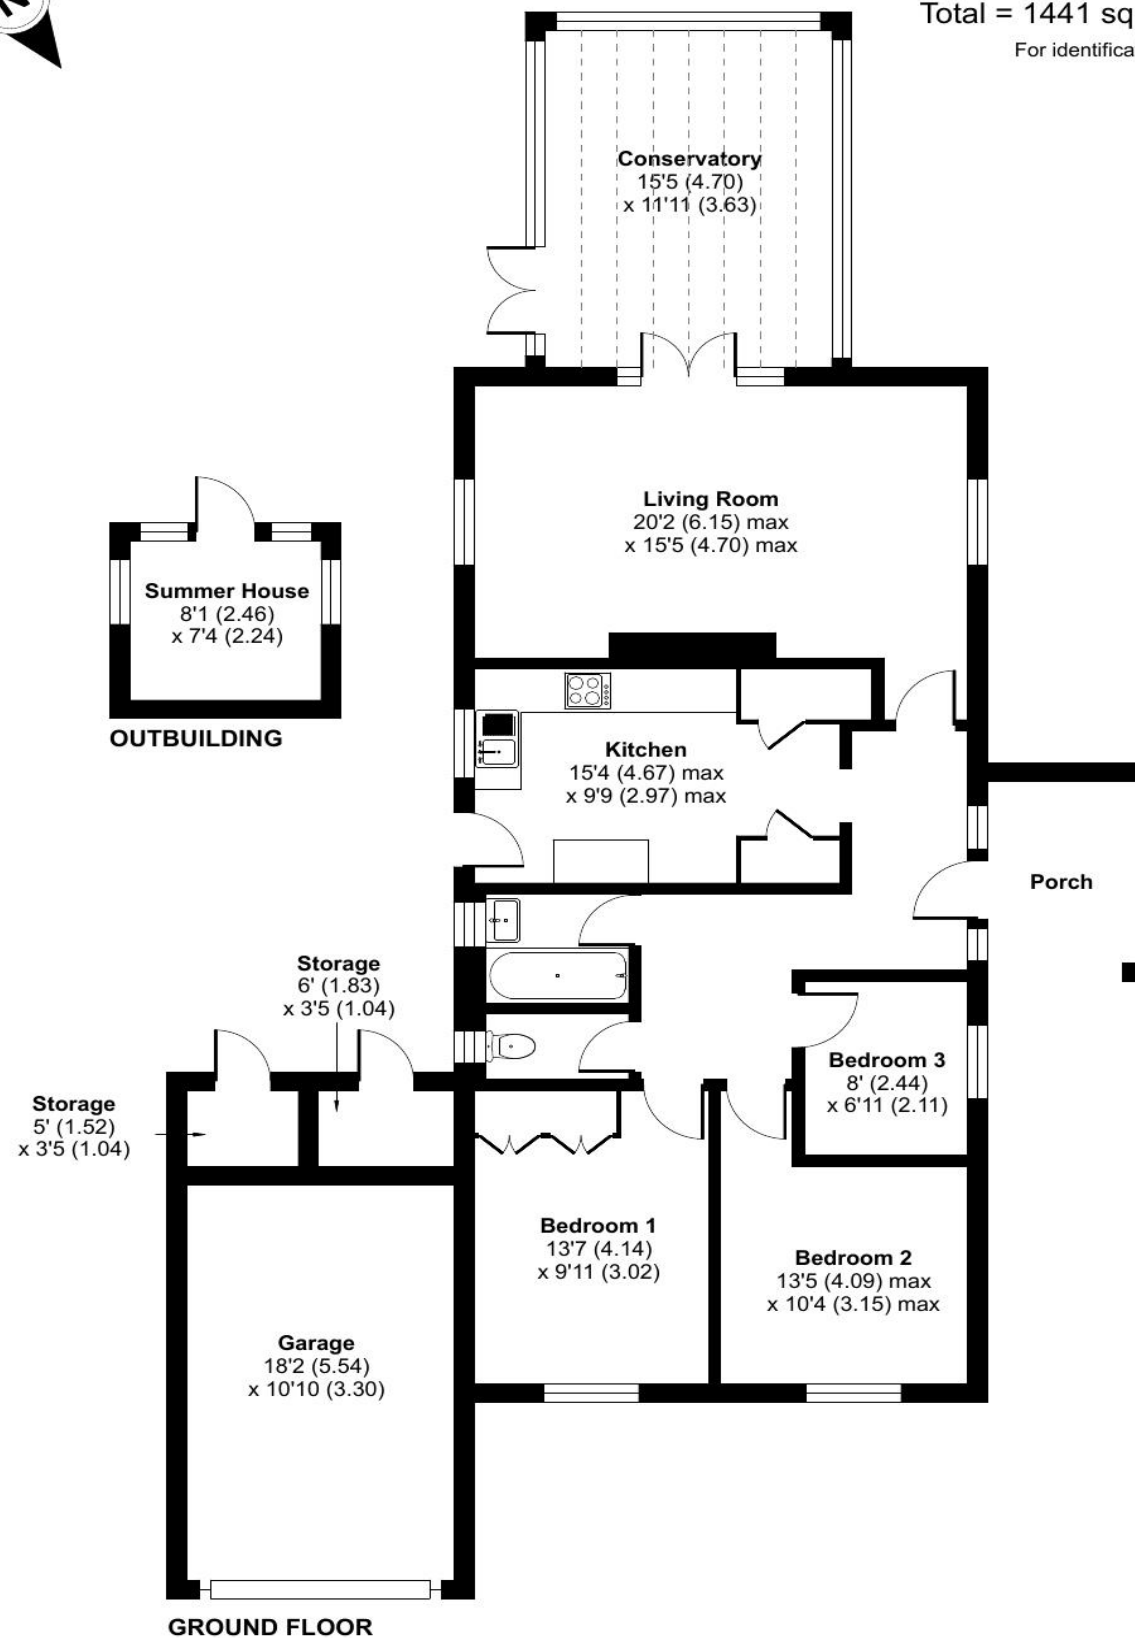 N
Total = 1441 sq
For identifica
Conservatory
15'5 (4.70)
x 11'11 (3.63)
Living Room
20'2 (6.15) max
x 15'5 (4.70) max
Summer House
8'1 (2.46)
x 7'4 (2.24)
OUTBUILDING
Kitchen
15'4 (4.67) max
x 9'9 (2.97) max
Porch
Storage
6' (1.83)
x 3'5 (1.04)
Bedroom 3
8' (2.44)
x 6'11 (2.11)
Storage
5' (1.52)
x 3'5 (1.04)
Bedroom 1
13'7 (4.14)
x 9'11 (3.02)
Bedroom 2
13'5 (4.09) max
x 10'4 (3.15) max
Garage
18'2 (5.54)
x 10'10 (3.30)
GROUND FLOOR